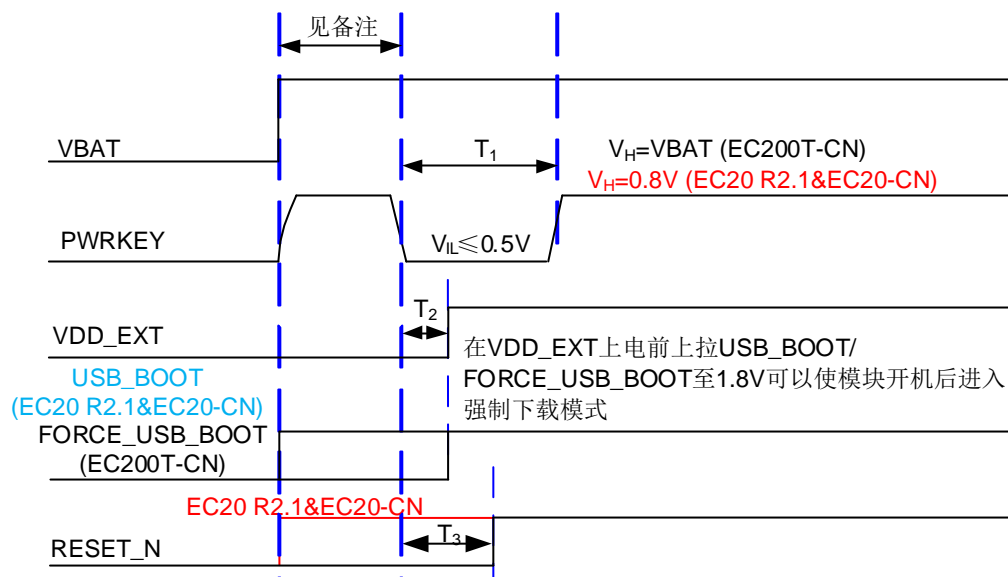 见备注
VBAT
T₁
V_H=VBAT (EC200T-CN)
V_H=0.8V (EC20 R2.1&EC20-CN)
PWRKEY
V_IL≤0.5V
T₂
VDD_EXT
在VDD_EXT上电前上拉USB_BOOT/
FORCE_USB_BOOT至1.8V可以使模块开机后进入
强制下载模式
USB_BOOT
(EC20 R2.1&EC20-CN)
FORCE_USB_BOOT
(EC200T-CN)
EC20 R2.1&EC20-CN
T₃
RESET_N